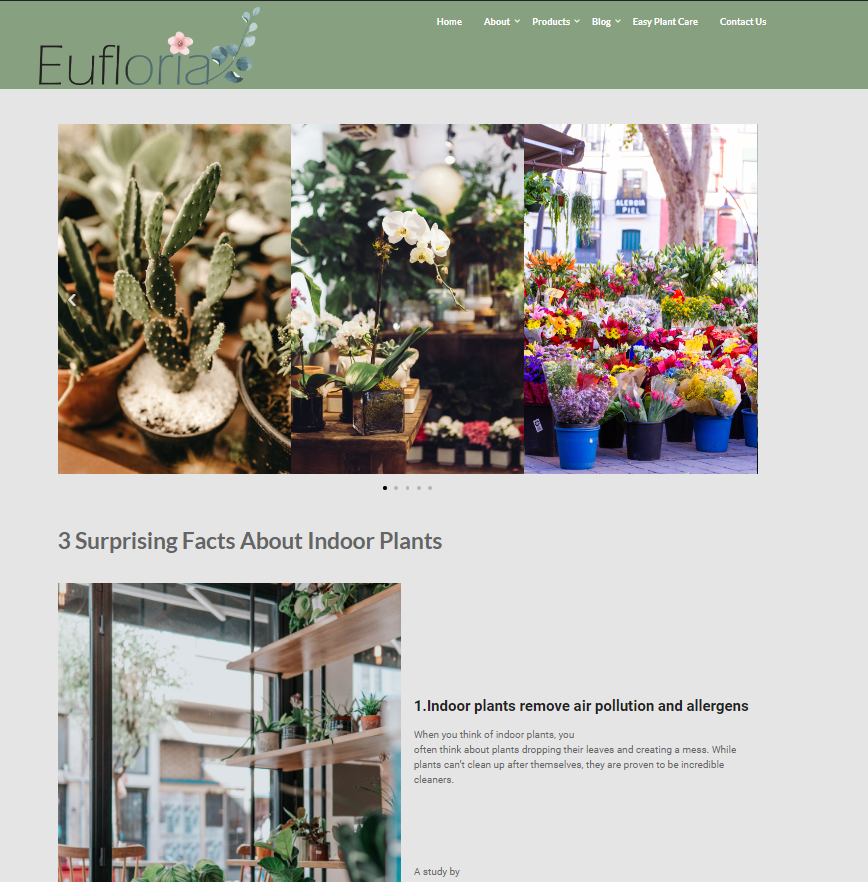 Eufloria
Home About Products Blog Easy Plant Care Contact Us
ALERGIA
PIEL
3 Surprising Facts About Indoor Plants
1.Indoor plants remove air pollution and allergens
When you think of indoor plants, you
often think about plants dropping their leaves and creating a mess. While
plants can't clean up after themselves, they are proven to be incredible
cleaners.
A study by